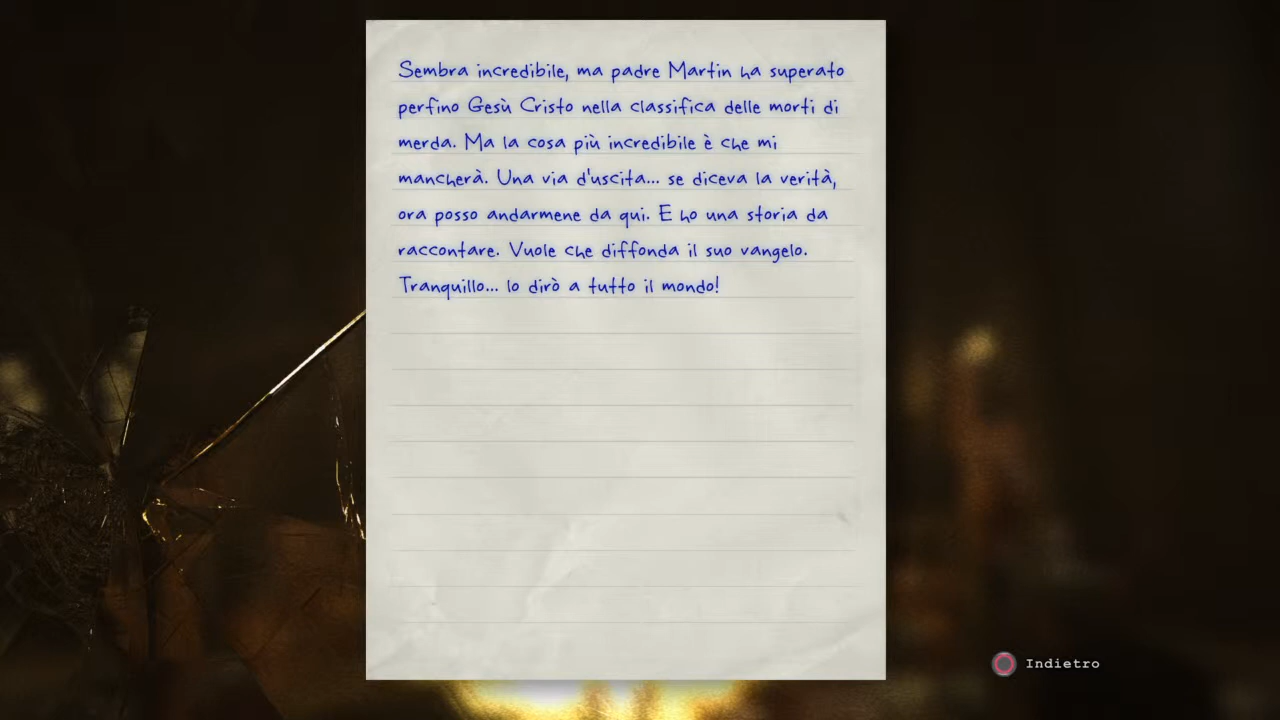 Sembra incredibile, ma padre Martin ha superato
perfino Gesù Cristo nella classifica delle morti di
merda. Ma la cosa più incredibile è che mi
mancherà. Una via d'uscita... se diceva la verità,
ora posso andarmene da qui. E ho una storia da
raccontare. Vuole che diffonda il suo vangelo.
Tranquillo... lo dirò a tutto il mondo!
Indietro